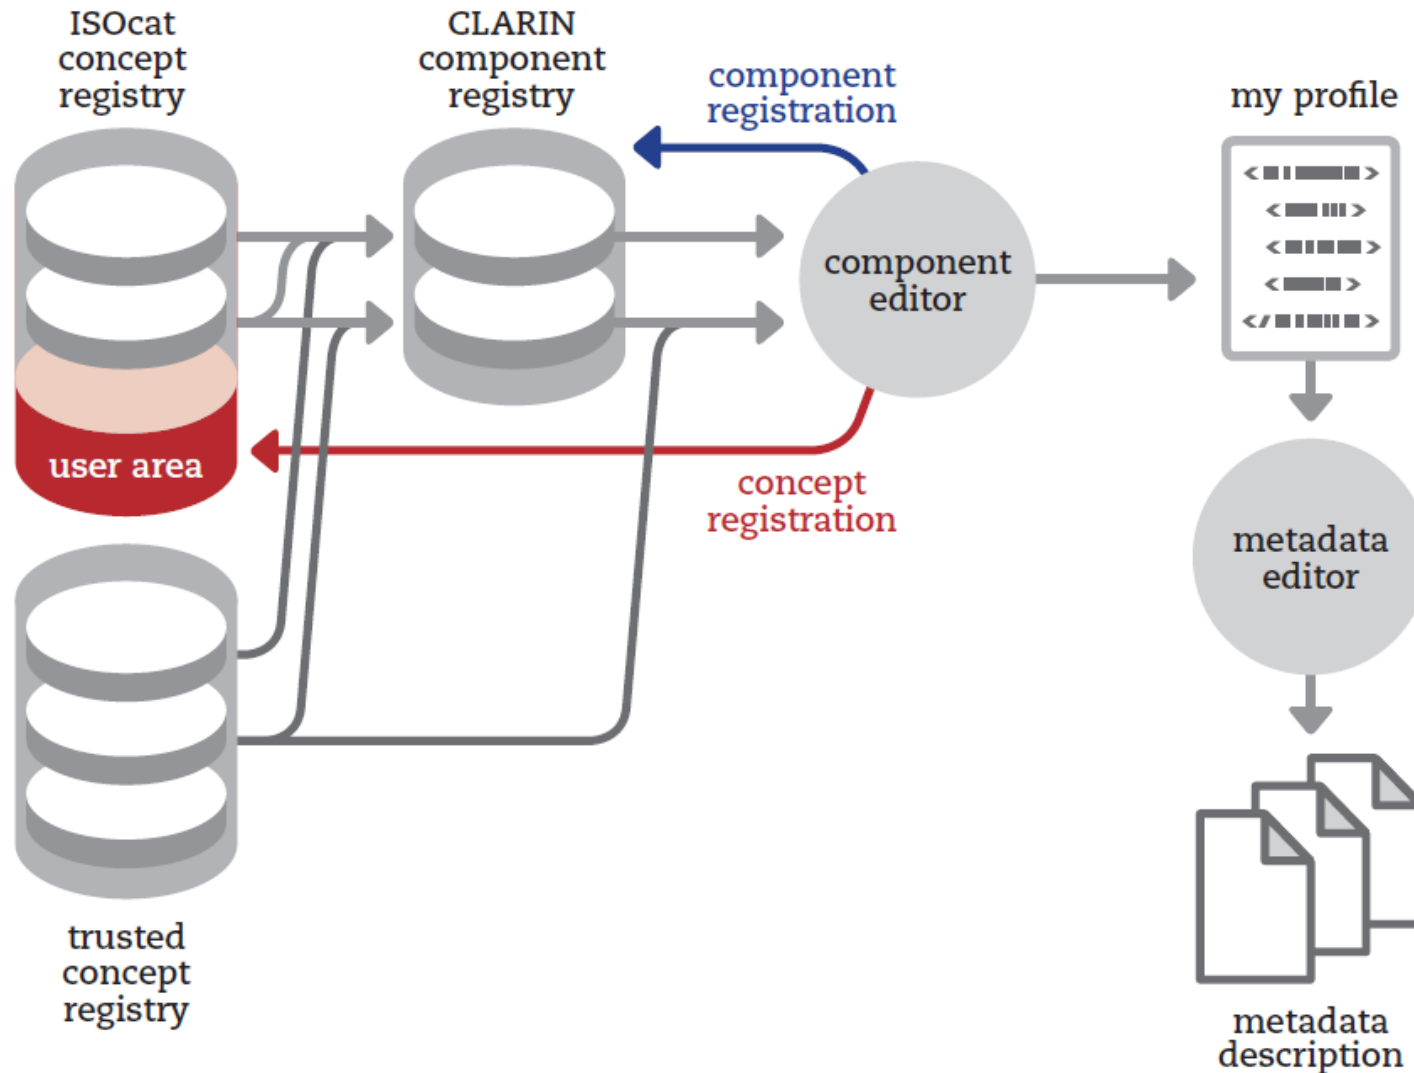 ISOcat
concept
registry
CLARIN
component
registry
component
registration
my profile
component
editor
user area
concept
registration
metadata
editor
trusted
concept
registry
metadata
description